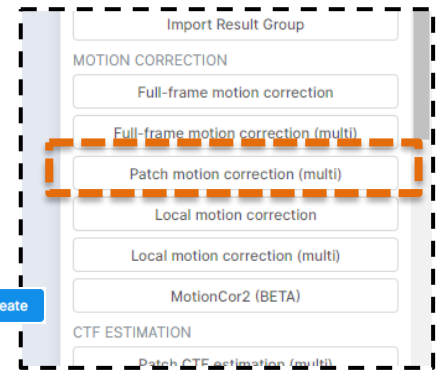 Import Result Group
MOTION CORRECTION
Full-frame motion correction
Full-frame motion correction (multi)
Patch motion correction (multi)
Local motion correction
Local motion correction (multi)
MotionCor2 (BETA)
eate
CTF ESTIMATION
Patch CTF estimation (multi)